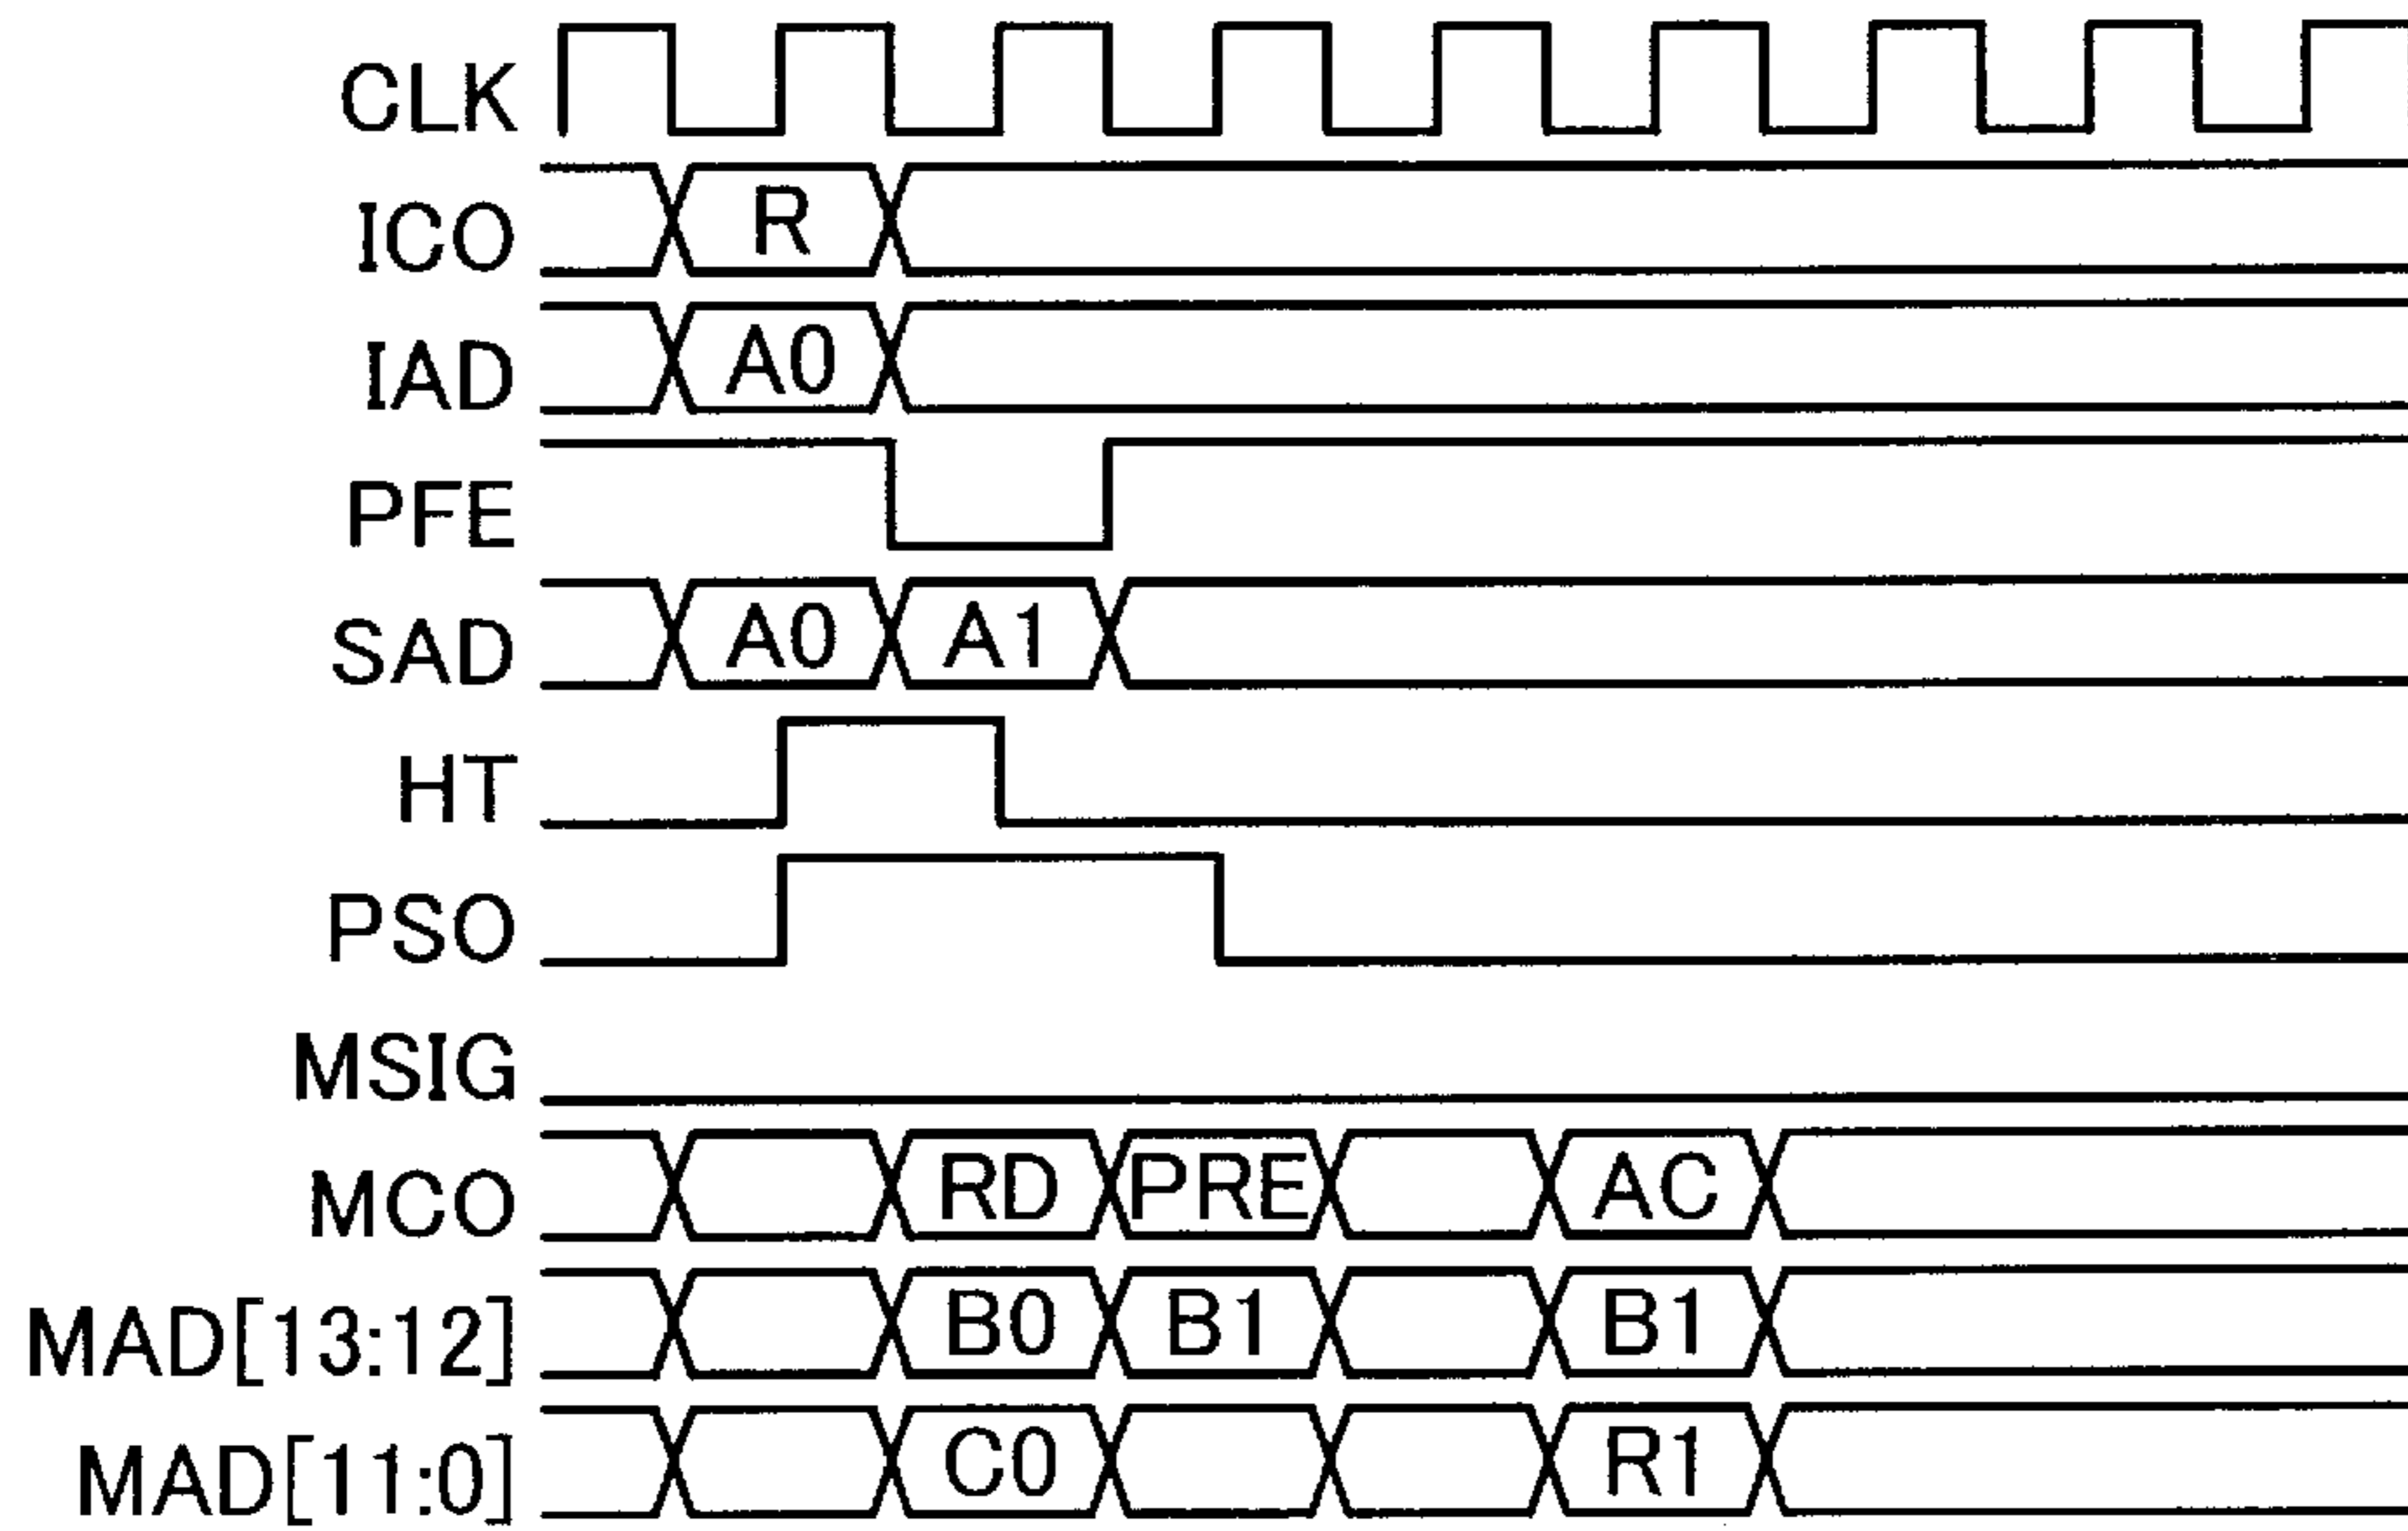 CLK
ICO R
IAD A0
PFE
SAD A0 A1
HT
PSO
MSIG
MCO RD PRE AC
MAD[13:12] B0 B1 B1
MAD[11:0] C0 R1